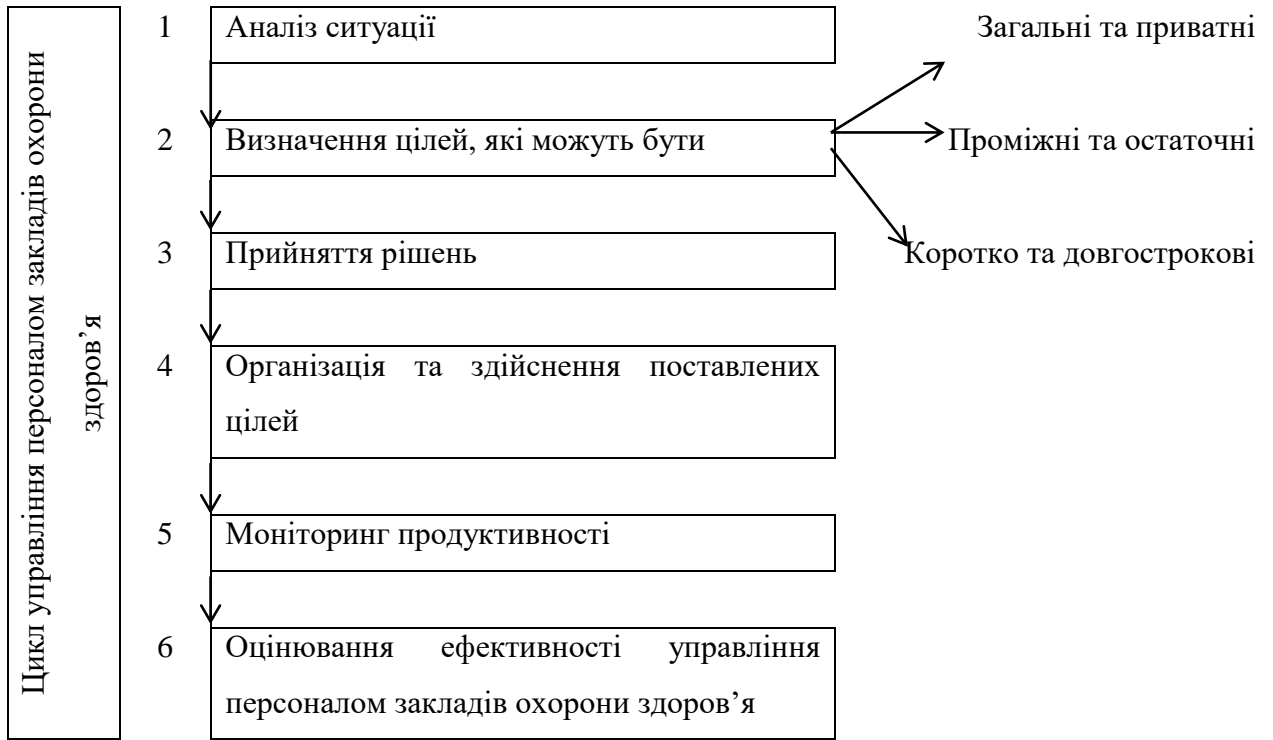 Цикл управління персоналом закладів охорони
здоров’я
1 Аналіз ситуації
Загальні та приватні
2 Визначення цілей, які можуть бути
Проміжні та остаточні
3 Прийняття рішень
Коротко та довгострокові
4 Організація та здійснення поставлених
цілей
5 Моніторинг продуктивності
6 Оцінювання ефективності управління
персоналом закладів охорони здоров’я